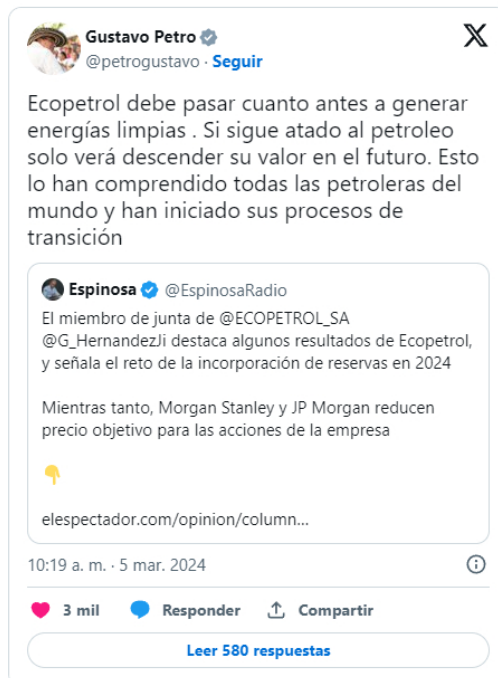 Gustavo Petro
@petrogustavo · Seguir
Ecopetrol debe pasar cuanto antes a generar
energías limpias . Si sigue atado al petroleo
solo verá descender su valor en el futuro. Esto
lo han comprendido todas las petroleras del
mundo y han iniciado sus procesos de
transición
Espinosa @EspinosaRadio
El miembro de junta de @ECOPETROL_SA
@G_HernandezJi destaca algunos resultados de Ecopetrol,
y señala el reto de la incorporación de reservas en 2024
Mientras tanto, Morgan Stanley y JP Morgan reducen
precio objetivo para las acciones de la empresa
👇
elespectador.com/opinion/column...
10:19 a. m. · 5 mar. 2024
3 mil Responder Compartir
Leer 580 respuestas